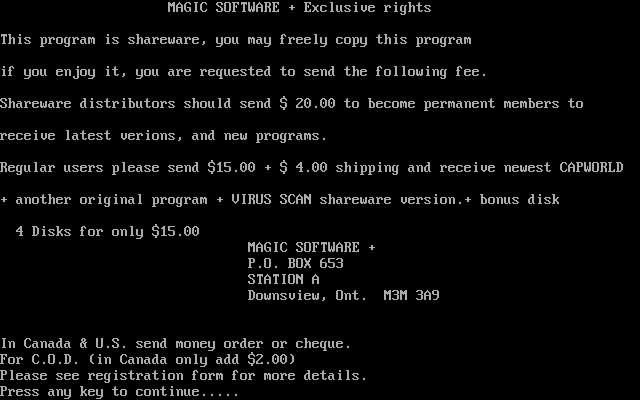 MAGIC SOFTWARE + Exclusive rights
This program is shareware, you may freely copy this program
if you enjoy it, you are requested to send the following fee.
Shareware distributors should send $ 20.00 to become permanent members to
receive latest verions, and new programs.
Regular users please send $15.00 + $ 4.00 shipping and receive newest CAPWORLD
+ another original program + VIRUS SCAN shareware version.+ bonus disk
4 Disks for only $15.00
MAGIC SOFTWARE +
P.O. BOX 653
STATION A
Downsview, Ont.  M3M 3A9
In Canada & U.S. send money order or cheque.
For C.O.D. (in Canada only add $2.00)
Please see registration form for more details.
Press any key to continue.....